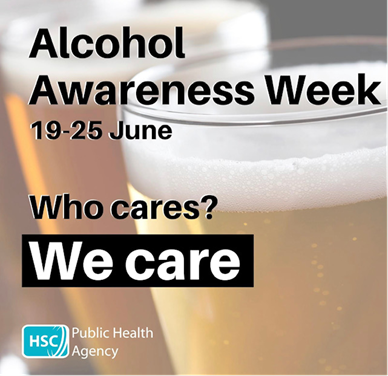 Alcohol
Awareness Week
19-25 June
Who cares?
We care
HSC Public Health
Agency